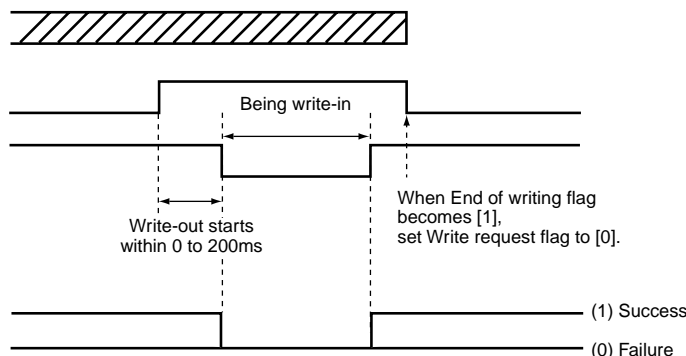 Being write-in
When End of writing flag
becomes [1],
set Write request flag to [0].
Write-out starts
within 0 to 200ms
(1) Success
(0) Failure